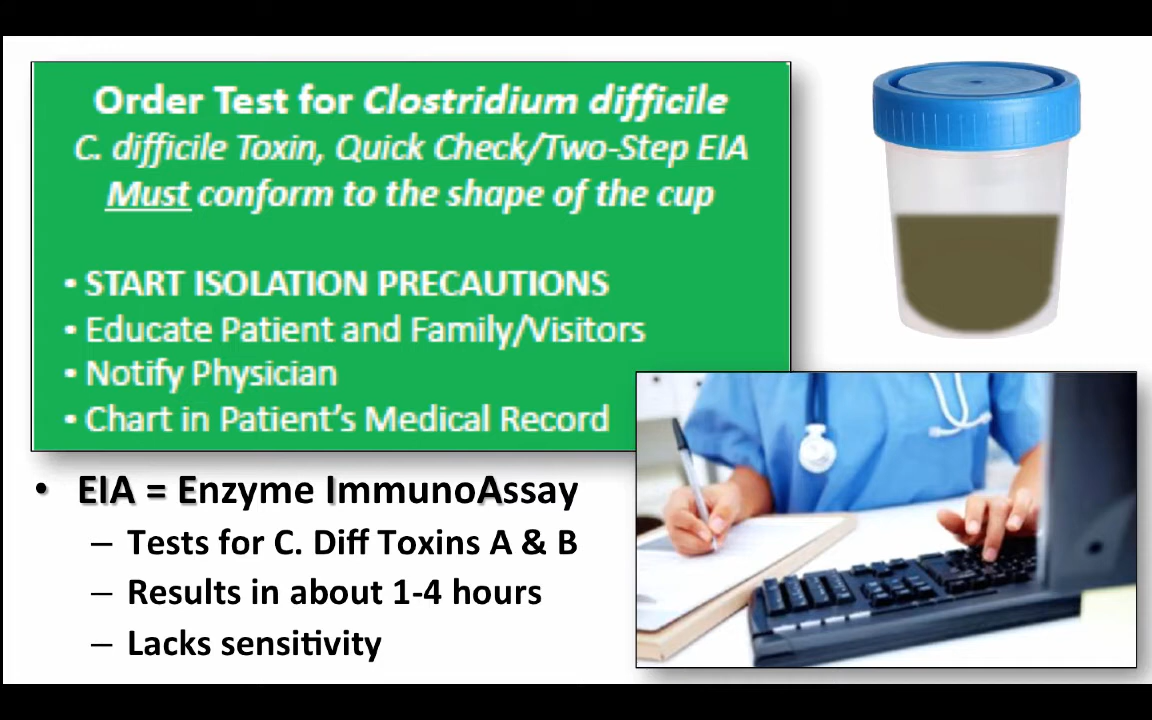 Order Test for Clostridium difficile
C. difficile Toxin, Quick Check/Two-Step EIA
Must conform to the shape of the cup
• START ISOLATION PRECAUTIONS
• Educate Patient and Family/Visitors
• Notify Physician
• Chart in Patient's Medical Record
• EIA = Enzyme ImmunoAssay
– Tests for C. Diff Toxins A & B
– Results in about 1-4 hours
– Lacks sensitivity